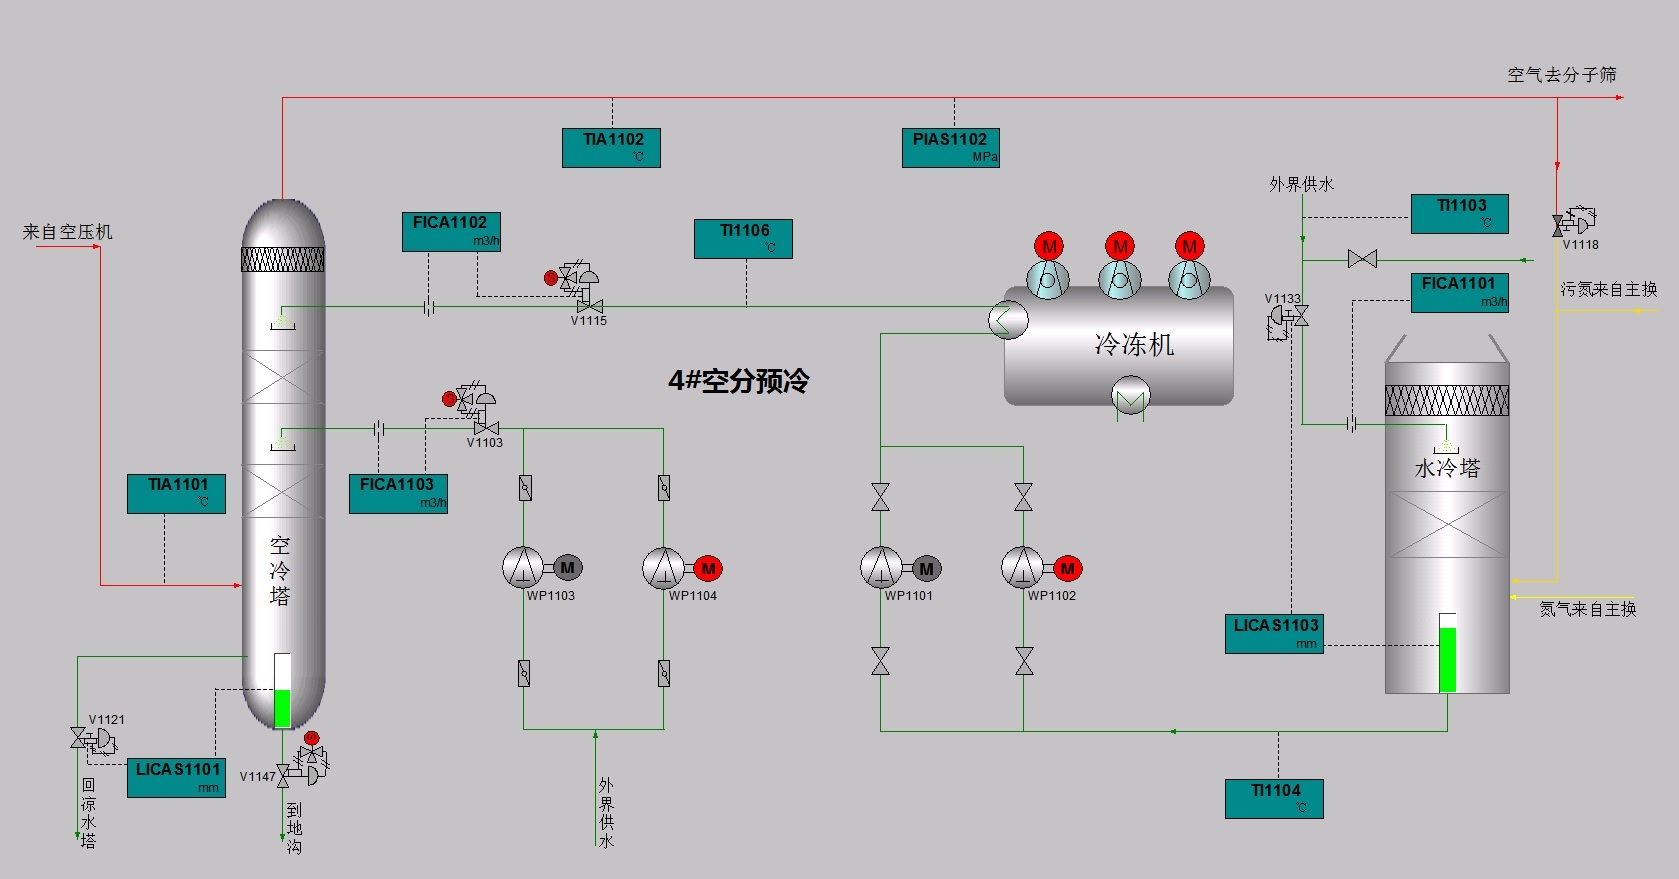 空气去分子筛
TIA1102
℃
PIAS1102
MPa
外界供水
TI1103
℃
来自空压机
FICA1102
m3/h
TI1106
℃
M
M
M
V1118
S
V1115
FICA1101
m3/h
污氮来自主换
V1133
冷冻机
4#空分预冷
S
V1103
TIA1101
℃
FICA1103
m3/h
水冷塔
空冷塔
M
WP1103
M
WP1104
M
WP1101
M
WP1102
氮气来自主换
LICAS1103
mm
V1121
S
V1147
LICAS1101
mm
TI1104
℃
回凉水塔
到地沟
外界供水